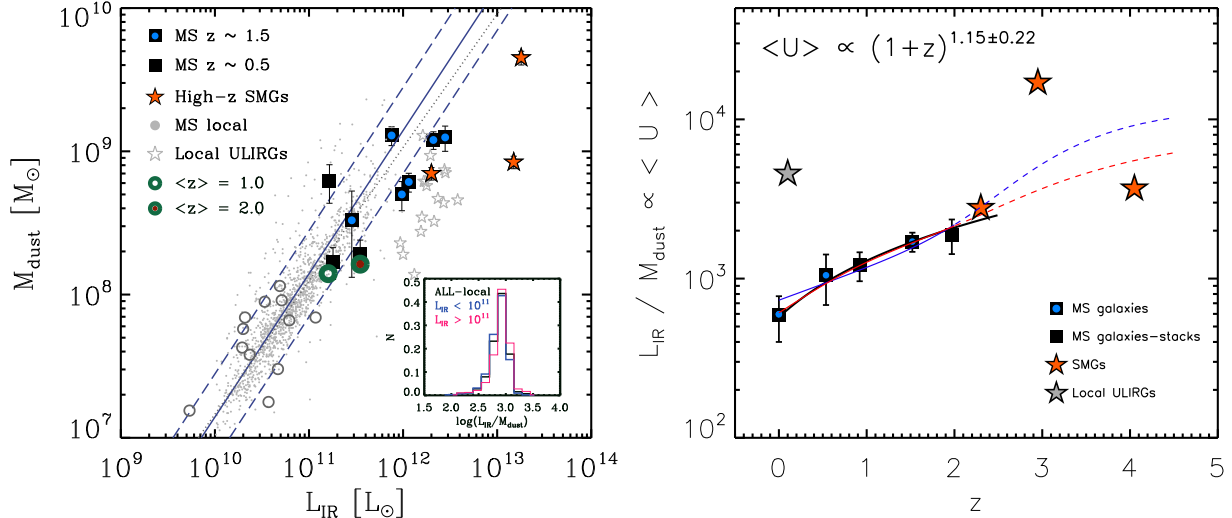 10^10
10^9
10^8
10^7
M_dust [M_⊙]
MS z ~ 1.5
MS z ~ 0.5
High-z SMGs
MS local
Local ULIRGs
<z> = 1.0
<z> = 2.0
ALL-local
L_IR < 10^11
L_IR > 10^11
0.5
0.4
0.3
0.2
0.1
0.0
N
1.5 2.0 2.5 3.0 3.5 4.0
log(L_IR/M_dust)
10^9 10^10 10^11 10^12 10^13 10^14
L_IR [L_⊙]
<U> ∝ (1+z)^1.15±0.22
10^4
10^3
10^2
L_IR / M_dust ∝ < U >
MS galaxies
MS galaxies-stacks
SMGs
Local ULIRGs
0 1 2 3 4 5
z